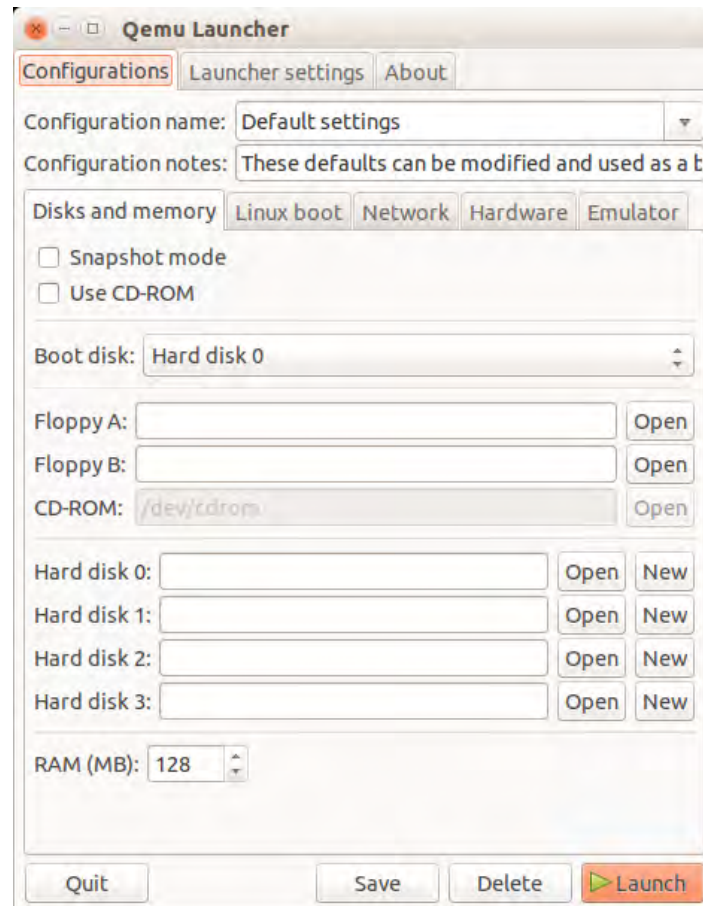 Qemu Launcher
Configurations Launcher settings About
Configuration name: Default settings
Configuration notes: These defaults can be modified and used as a b
Disks and memory Linux boot Network Hardware Emulator
Snapshot mode
Use CD-ROM
Boot disk: Hard disk 0
Floppy A: Open
Floppy B: Open
CD-ROM: /dev/cdrom Open
Hard disk 0: Open New
Hard disk 1: Open New
Hard disk 2: Open New
Hard disk 3: Open New
RAM (MB): 128
Quit Save Delete Launch